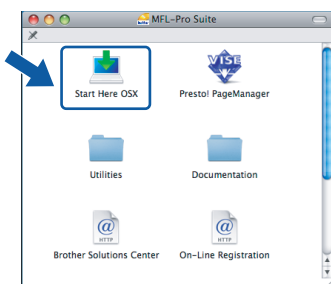 MFL-Pro Suite
Start Here OSX
VISE
Presto! PageManager
Utilities
Documentation
@
HTTP
@
HTTP
Brother Solutions Center
On-Line Registration